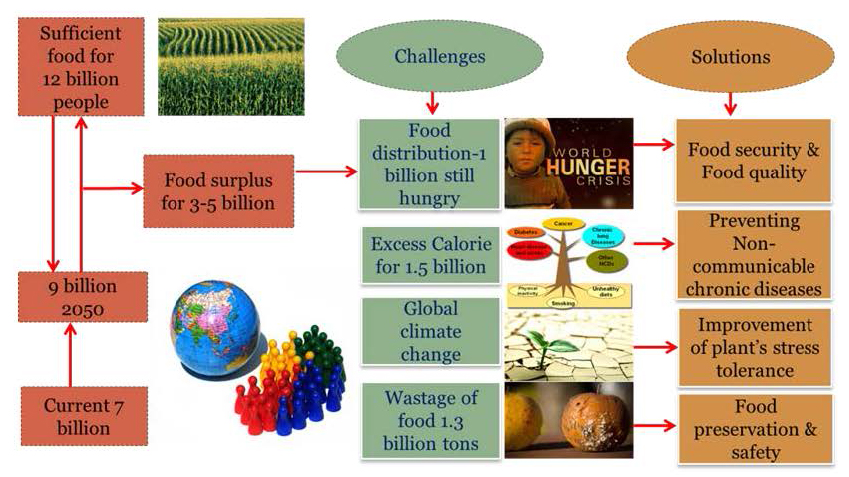 Sufficient
food for
12 billion
people
Food surplus
for 3-5 billion
9 billion
2050
Current 7
billion
Challenges
Food
distribution-1
billion still
hungry
WORLD
HUNGER
CRISIS
Excess Calorie
for 1.5 billion
Cancer
Diabetes
Chronic
lung
Diseases
Other
NCDs
Physical
inactivity
Unhealthy
diets
Smoking
Global
climate
change
Wastage of
food 1.3
billion tons
Solutions
Food security &
Food quality
Preventing
Non-
communicable
chronic diseases
Improvement
of plant's stress
tolerance
Food
preservation &
safety